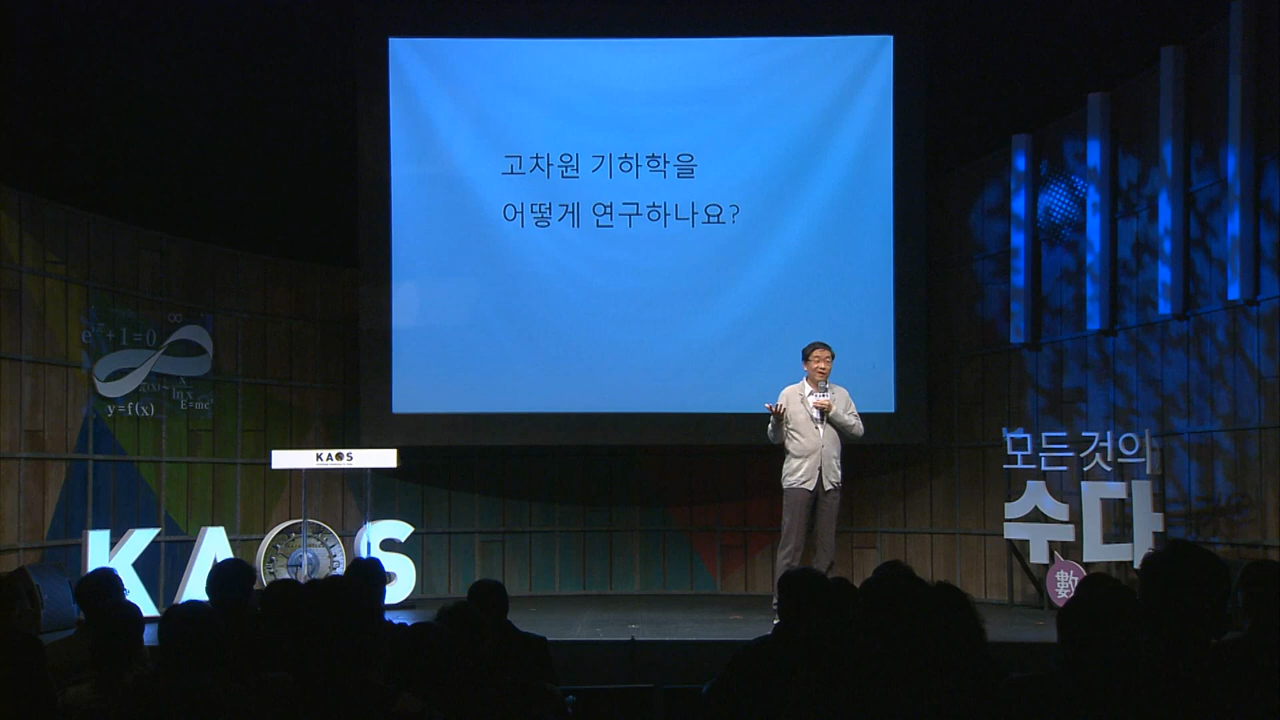 고차원 기하학을
어떻게 연구하나요?
∞
+1=0
y=f(x)
E=mc²
KAOS
KAOS
모든 것의
수다
數